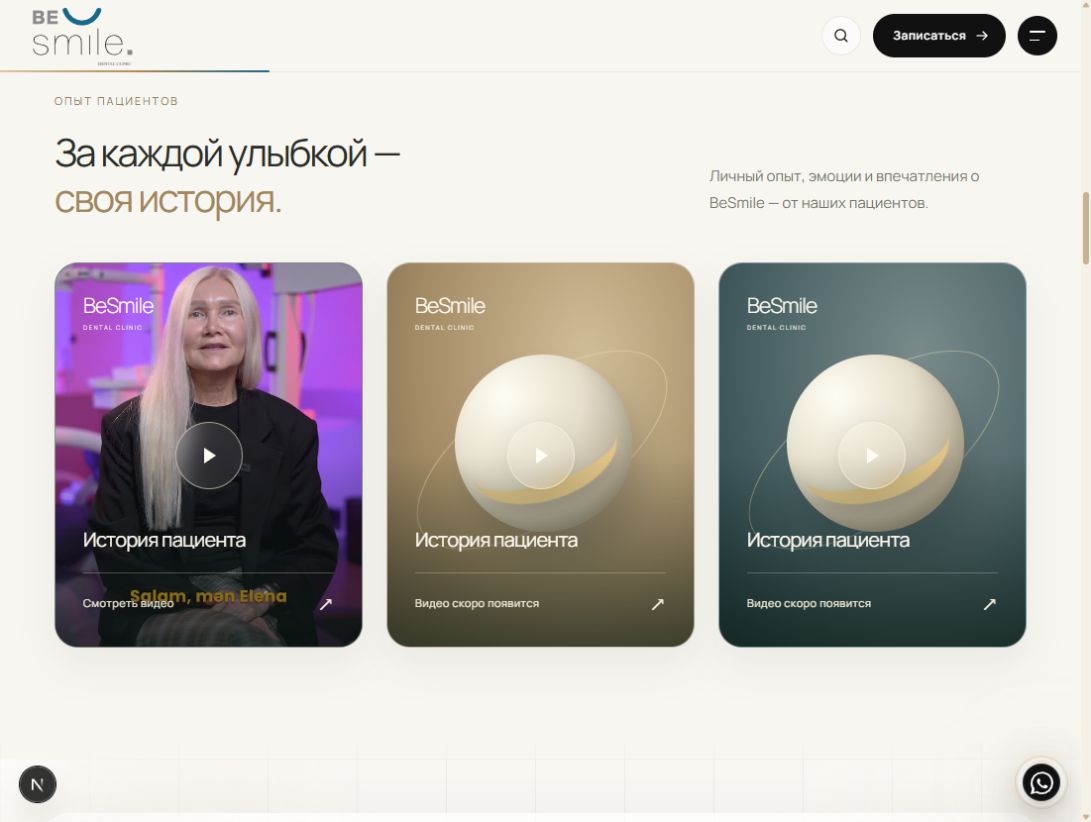 BE
smile.
DENTAL CLINIC
Записаться
ОПЫТ ПАЦИЕНТОВ
За каждой улыбкой —
своя история.
Личный опыт, эмоции и впечатления о
BeSmile — от наших пациентов.
BeSmile
DENTAL CLINIC
История пациента
Salam, mən Elena
Смотреть видео
BeSmile
DENTAL CLINIC
История пациента
Видео скоро появится
BeSmile
DENTAL CLINIC
История пациента
Видео скоро появится
N